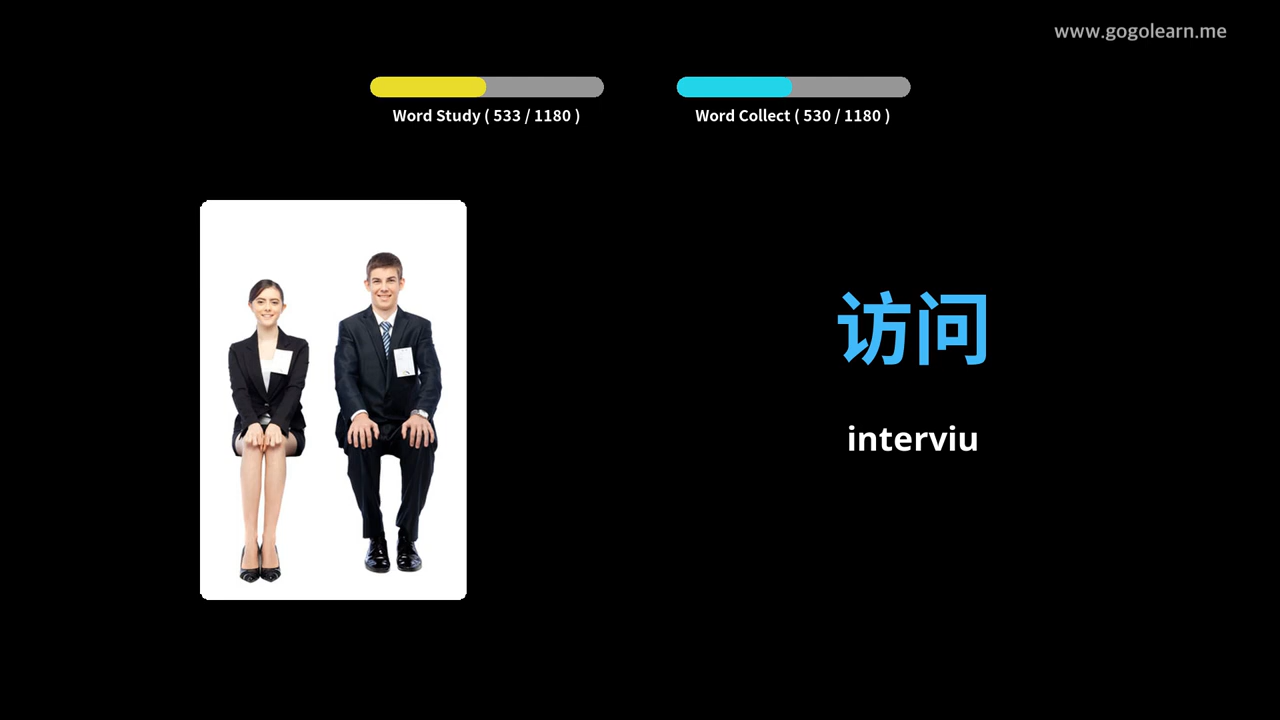 www.gogolearn.me
Word Study ( 533 / 1180 )
Word Collect ( 530 / 1180 )
访问
interviu